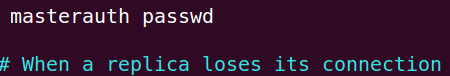 masterauth passwd
# When a replica loses its connection